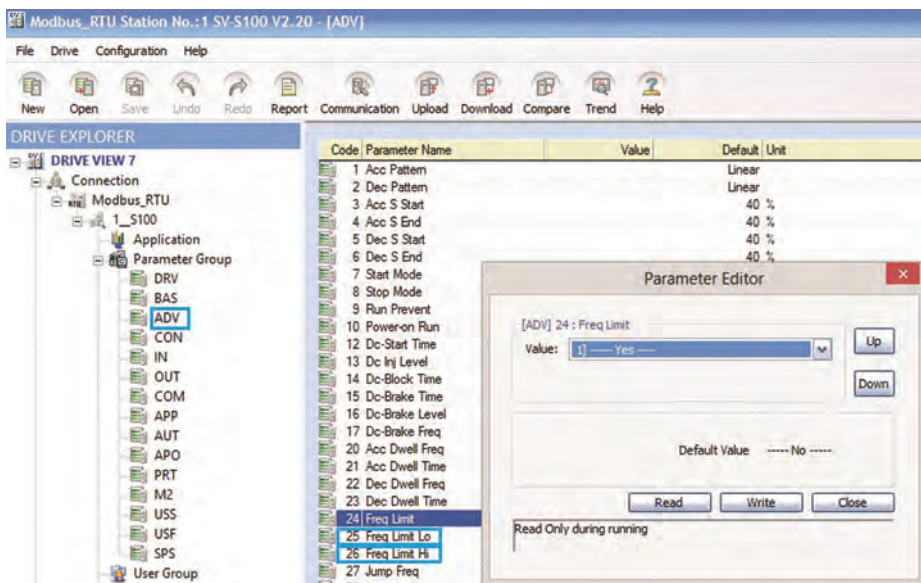 Modbus_RTU Station No.:1 SV-S100 V2.20 - [ADV]
File Drive Configuration Help
New Open Save Undo Redo Report Communication Upload Download Compare Trend Help
DRIVE EXPLORER
DRIVE VIEW 7
Connection
Modbus_RTU
1_S100
Application
Parameter Group
DRV
BAS
ADV
CON
IN
OUT
COM
APP
AUT
APO
PRT
M2
USS
USF
SPS
User Group
Code Parameter Name Value Default Unit
1 Acc Pattern Linear
2 Dec Pattern Linear
3 Acc S Start 40 %
4 Acc S End 40 %
5 Dec S Start 40 %
6 Dec S End 40 %
7 Start Mode
8 Stop Mode
9 Run Prevent
10 Power-on Run
12 Dc-Start Time
13 Dc Inj Level
14 Dc-Block Time
15 Dc-Brake Time
16 Dc-Brake Level
17 Dc-Brake Freq
20 Acc Dwell Freq
21 Acc Dwell Time
22 Dec Dwell Freq
23 Dec Dwell Time
24 Freq Limit
25 Freq Limit Lo
26 Freq Limit Hi
27 Jump Freq
Parameter Editor
[ADV] 24 : Freq Limit
Value: 1] ---- Yes ----
Up
Down
Default Value ----- No -----
Read Write Close
Read Only during running